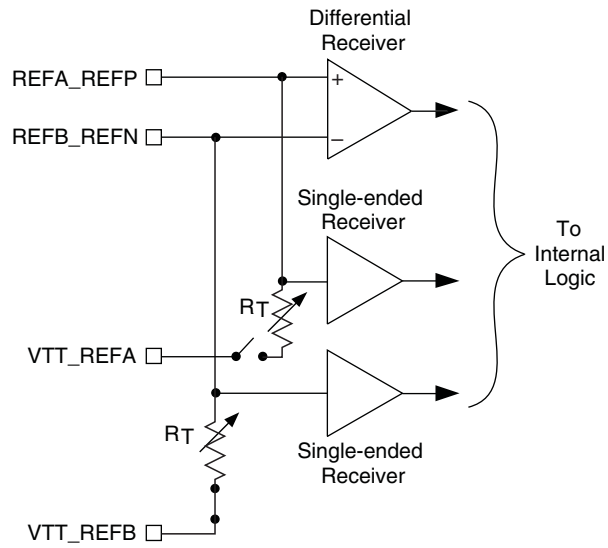 Differential
Receiver
REFA_REFP
+
REFB_REFN
−
Single-ended
Receiver
To
Internal
Logic
RT
VTT_REFA
RT
Single-ended
Receiver
VTT_REFB